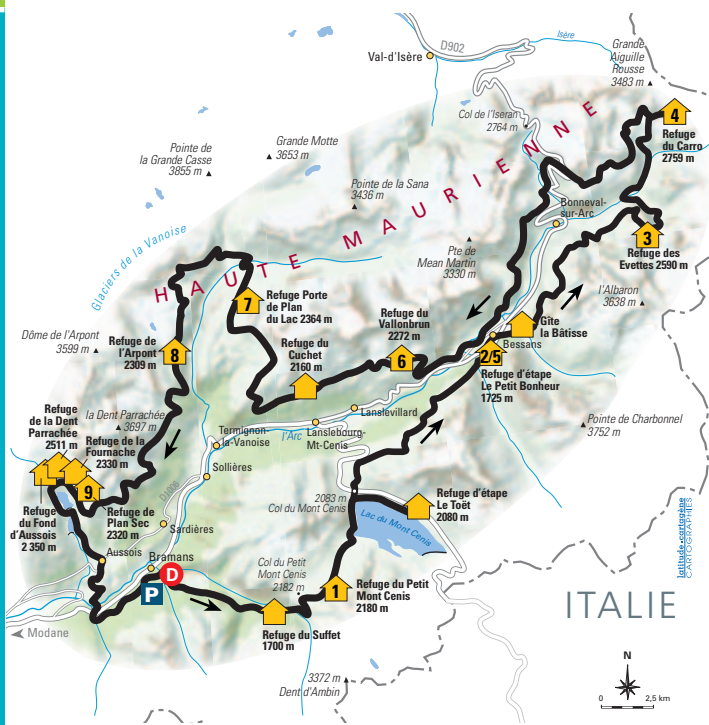 D902
Isère
Val-d'Isère
Grande
Aiguille
Rousse
3483 m
Col de l'Iseran
2764 m
4
Refuge
du Carro
2759 m
Grande Motte
3653 m
Pointe de
la Grande Casse
3855 m
Pointe de la Sana
3436 m
HAUTE MAURIENNE
Bonneval-
sur-Arc
3
Refuge des
Evettes 2590 m
Pte de
Mean Martin
3330 m
Glaciers de la Vanoise
l'Albaron
3638 m
7
Refuge Porte
de Plan
du Lac 2364 m
Refuge du
Vallonbrun
2272 m
6
Gîte
la Bâtisse
Bessans
2/5
Refuge d'étape
Le Petit Bonheur
1725 m
Dôme de l'Arpont
3599 m
Refuge de
l'Arpont
2309 m
8
Refuge du
Cuchet
2160 m
Lanslevillard
Lanslebourg-
Mt-Cenis
l'Arc
Termignon-
la-Vanoise
Pointe de Charbonnel
3752 m
Refuge
de la Dent
Parrachée
2511 m
la Dent Parrachée
3697 m
Refuge de la
Fournache
2330 m
9
Refuge de
Plan Sec
2320 m
Refuge
du Fond
d'Aussois
2 350 m
Sollières
D1006
Sardières
2083 m
Col du Mont Cenis
Refuge d'étape
Le Toët
2080 m
Lac du Mont Cenis
Aussois
Bramans
D
P
Col du Petit
Mont Cenis
2182 m
1
Refuge du Petit
Mont Cenis
2180 m
Refuge du Suffet
1700 m
Modane
3372 m
Dent d'Ambin
ITALIE
latitude-cartagène
CARTOGRAPHIES
N
0 2,5 km